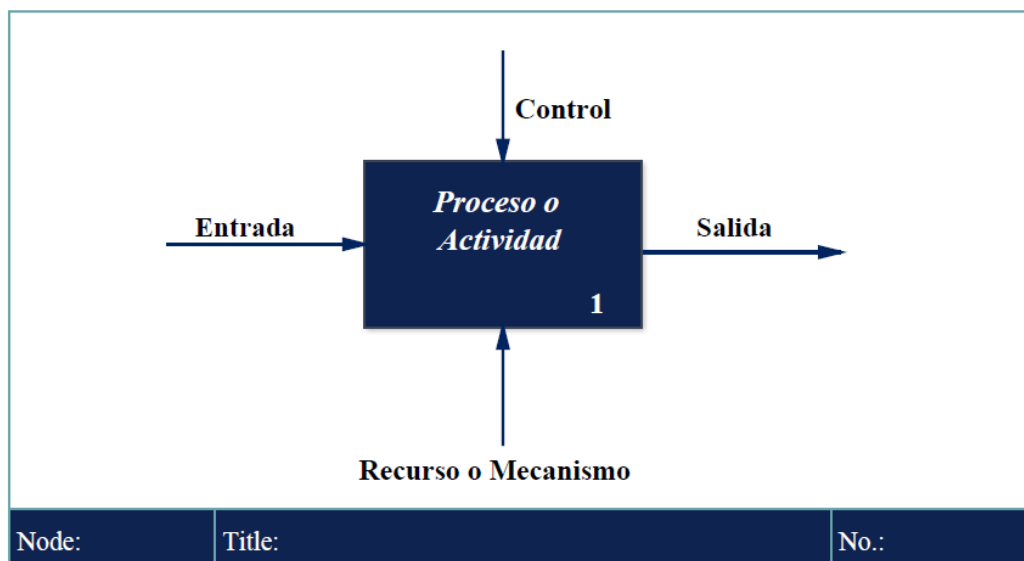 Control
Proceso o
Actividad
Entrada
Salida
1
Recurso o Mecanismo
Node:
Title:
No.: